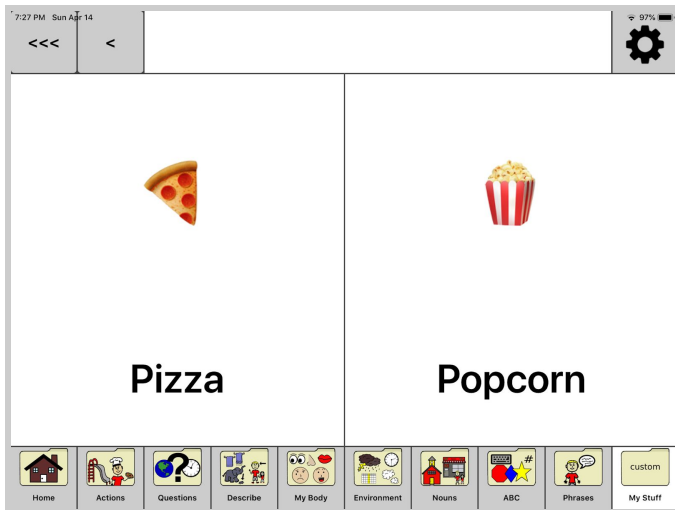 7:27 PM Sun Apr 14
97%
<<<
<
Pizza
Popcorn
Home
Actions
Questions
Describe
My Body
Environment
Nouns
#
ABC
Phrases
custom
My Stuff